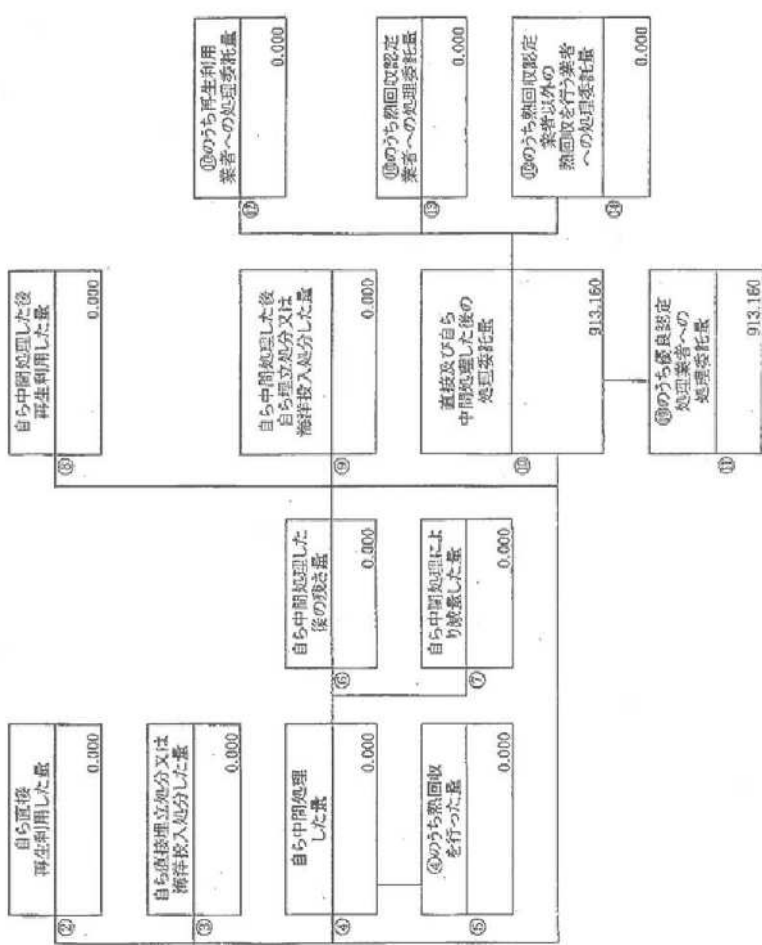 ②
自ら直接
再生利用した量
0.000
③
自ら直接埋立処分又は
海洋投入処分した量
0.000
④
自ら中間処理
した量
0.000
⑤
④のうち熱回収
を行った量
0.000
⑥
自ら中間処理した
後の残さ量
0.000
⑦
自ら中間処理によ
り減量した量
0.000
⑧
自ら中間処理した後
再生利用した量
0.000
⑨
自ら中間処理した後
自ら埋立処分又は
海洋投入処分した量
0.000
⑩
直接及び自ら
中間処理した後の
処理委託量
913.160
⑪
⑩のうち優良認定
処理業者への
処理委託量
913.160
⑫
⑩のうち再生利用
業者への処理委託量
0.000
⑬
⑩のうち熱回収認定
業者への処理委託量
0.000
⑭
⑩のうち熱回収認定
業者以外の
熱回収を行う業者
への処理委託量
0.000